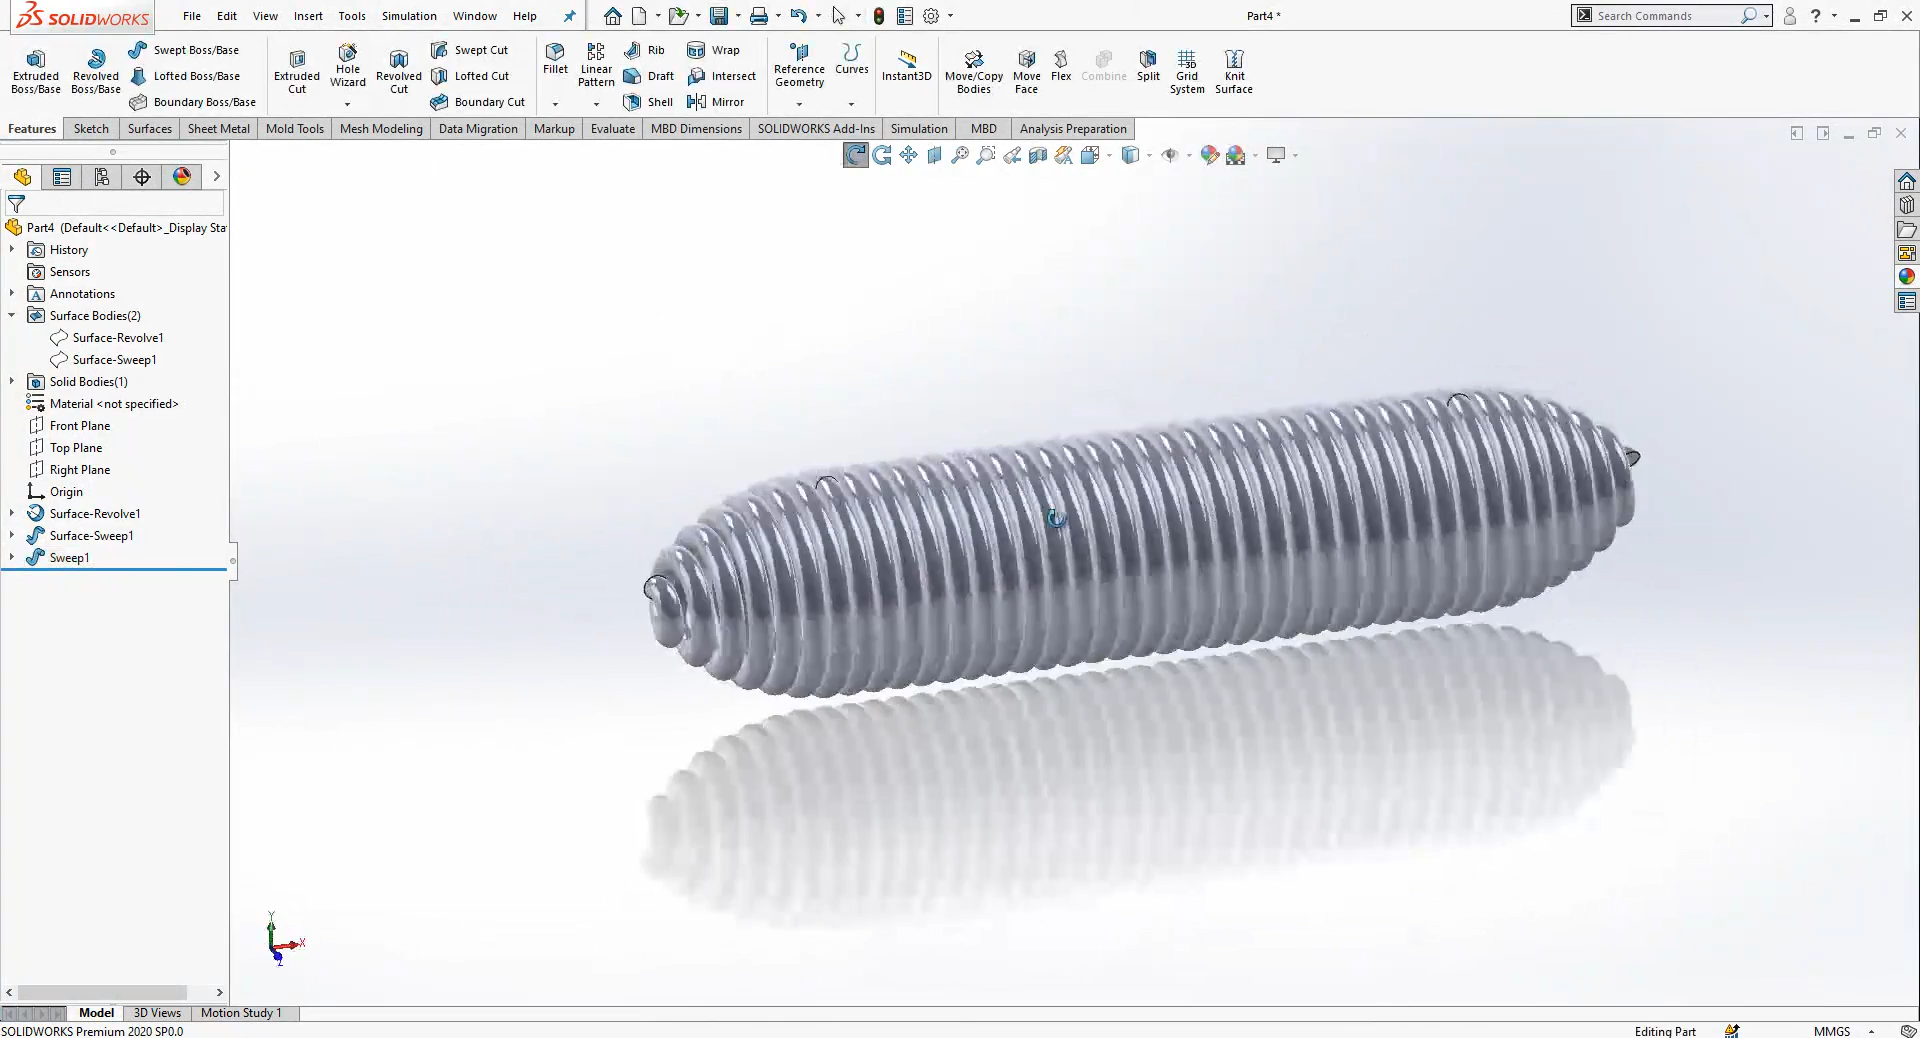 SOLIDWORKS
File Edit View Insert Tools Simulation Window Help
Part4 *
Search Commands
?
Extruded Boss/Base
Revolved Boss/Base
Swept Boss/Base
Lofted Boss/Base
Boundary Boss/Base
Extruded Cut
Hole Wizard
Revolved Cut
Swept Cut
Lofted Cut
Boundary Cut
Fillet
Linear Pattern
Rib
Draft
Shell
Wrap
Intersect
Mirror
Reference Geometry
Curves
Instant3D
Move/Copy Bodies
Move Face
Flex
Combine
Split
Grid System
Knit Surface
Features Sketch Surfaces Sheet Metal Mold Tools Mesh Modeling Data Migration Markup Evaluate MBD Dimensions SOLIDWORKS Add-Ins Simulation MBD Analysis Preparation
Part4 (Default<<Default>_Display Sta
History
Sensors
Annotations
Surface Bodies(2)
Surface-Revolve1
Surface-Sweep1
Solid Bodies(1)
Material <not specified>
Front Plane
Top Plane
Right Plane
Origin
Surface-Revolve1
Surface-Sweep1
Sweep1
Y
X
Z
Model 3D Views Motion Study 1
SOLIDWORKS Premium 2020 SP0.0
Editing Part
MMGS